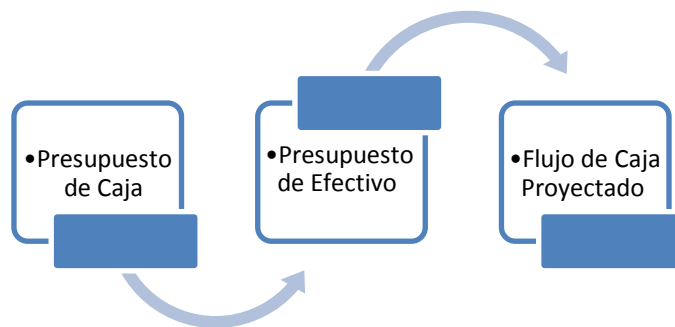 •Presupuesto
de Caja
•Presupuesto
de Efectivo
•Flujo de Caja
Proyectado